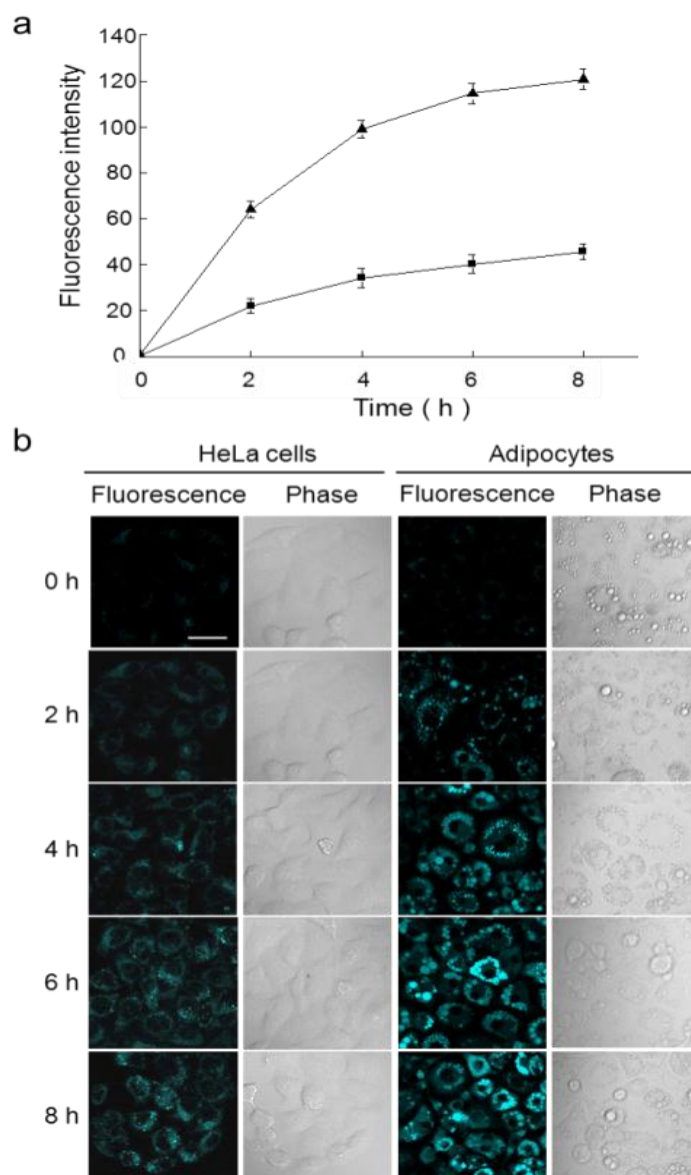 a
Fluorescence intensity
140
120
100
80
60
40
20
0
0 2 4 6 8
Time ( h )
b
HeLa cells Adipocytes
Fluorescence Phase Fluorescence Phase
0 h
2 h
4 h
6 h
8 h